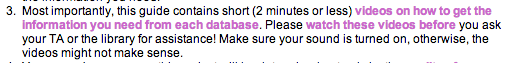 3. Most importantly, this guide contains short (2 minutes or less) videos on how to get the
information you need from each database. Please watch these videos before you ask
your TA or the library for assistance! Make sure your sound is turned on, otherwise, the
videos might not make sense.